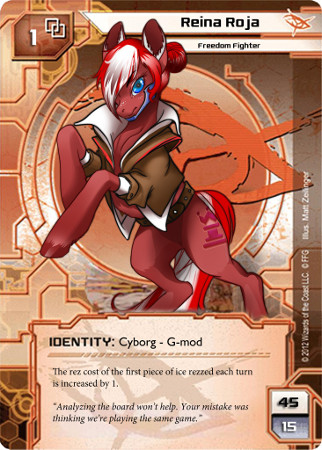 1
Reina Roja
Freedom Fighter
IDENTITY: Cyborg - G-mod
The rez cost of the first piece of ice rezzed each turn
is increased by 1.
“Analyzing the board won't help. Your mistake was
thinking we're playing the same game.”
45
15
© 2012 Wizards of the Coast LLC. © FFG Illus. Matt Zeilinger